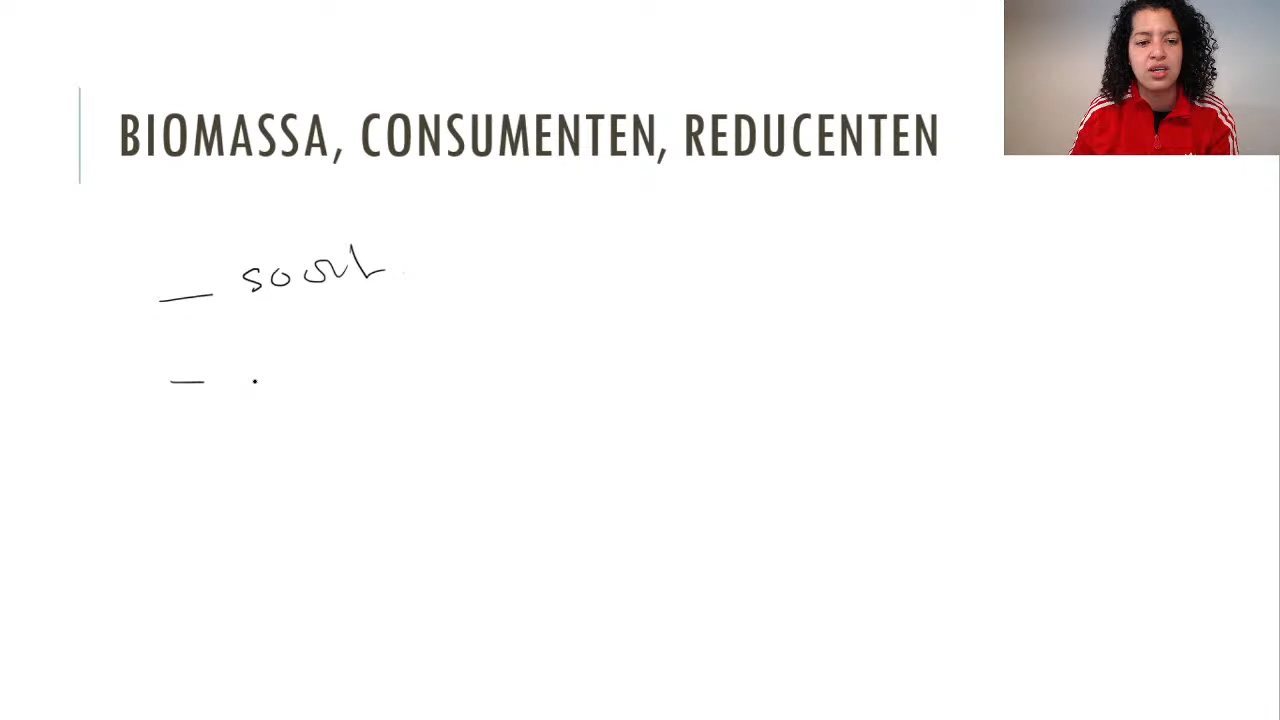 BIOMASSA, CONSUMENTEN, REDUCENTEN
— soort
—